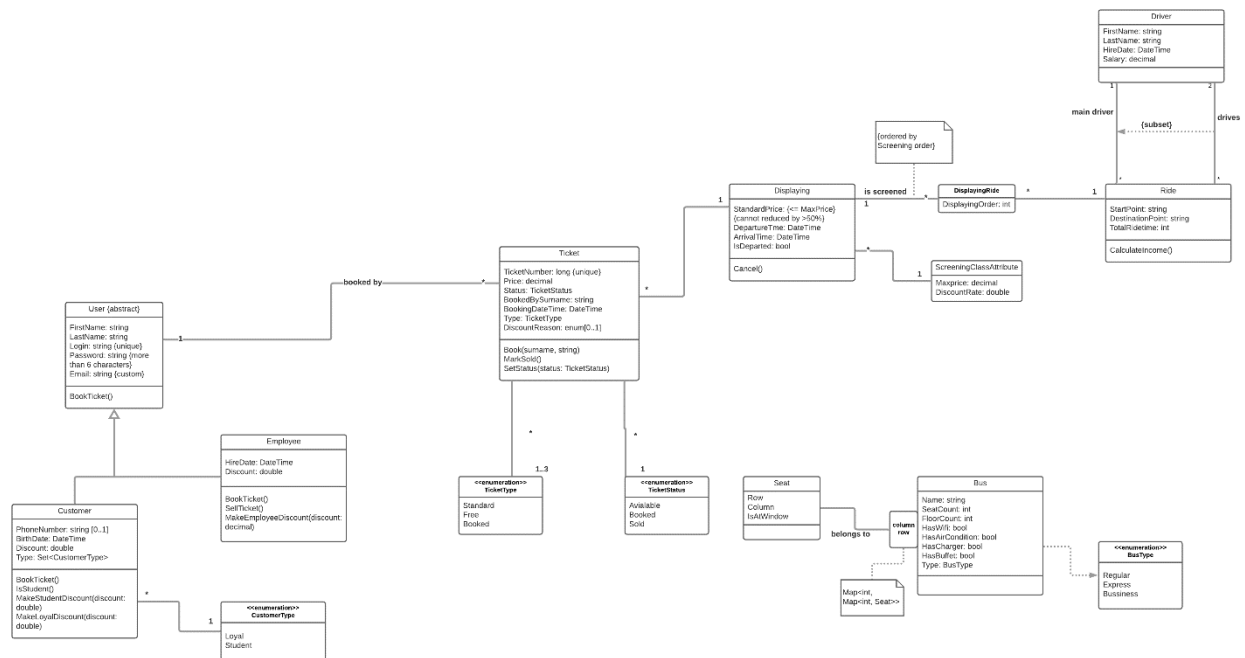 Driver
FirstName: string
LastName: string
HireDate: DateTime
Salary: decimal
1
2
main driver
drives
{subset}
*
*
{ordered by
Screening order}
Displaying
StandardPrice: {<= MaxPrice}
{cannot reduced by >50%}
DepartureTme: DateTime
ArrivalTime: DateTime
IsDeparted: bool
Cancel()
is screened
1
*
DisplayingRide
DisplayingOrder: int
*
1
Ride
StartPoint: string
DestinationPoint: string
TotalRidetime: int
CalculateIncome()
*
1
ScreeningClassAttribute
Maxprice: decimal
DiscountRate: double
1
*
Ticket
TicketNumber: long {unique}
Price: decimal
Status: TicketStatus
BookedBySurname: string
BookingDateTime: DateTime
Type: TicketType
DiscountReason: enum[0..1]
Book(surname, string)
MarkSold()
SetStatus(status: TicketStatus)
booked by
*
1
User {abstract}
FirstName: string
LastName: string
Login: string {unique}
Password: string {more
than 6 characters}
Email: string {custom}
BookTicket()
Employee
HireDate: DateTime
Discount: double
BookTicket()
SellTicket()
MakeEmployeeDiscount(discount:
decimal)
Customer
PhoneNumber: string [0..1]
BirthDate: DateTime
Discount: double
Type: Set<CustomerType>
BookTicket()
IsStudent()
MakeStudentDiscount(discount:
double)
MakeLoyalDiscount(discount:
double)
*
1
<<enumeration>>
CustomerType
Loyal
Student
*
1..3
<<enumeration>>
TicketType
Standard
Free
Booked
*
1
<<enumeration>>
TicketStatus
Avialable
Booked
Sold
Seat
Row
Column
IsAtWindow
belongs to
column
row
Map<int,
Map<int, Seat>>
Bus
Name: string
SeatCount: int
FloorCount: int
HasWifi: bool
HasAirCondition: bool
HasCharger: bool
HasBuffet: bool
Type: BusType
<<enumeration>>
BusType
Regular
Express
Bussiness